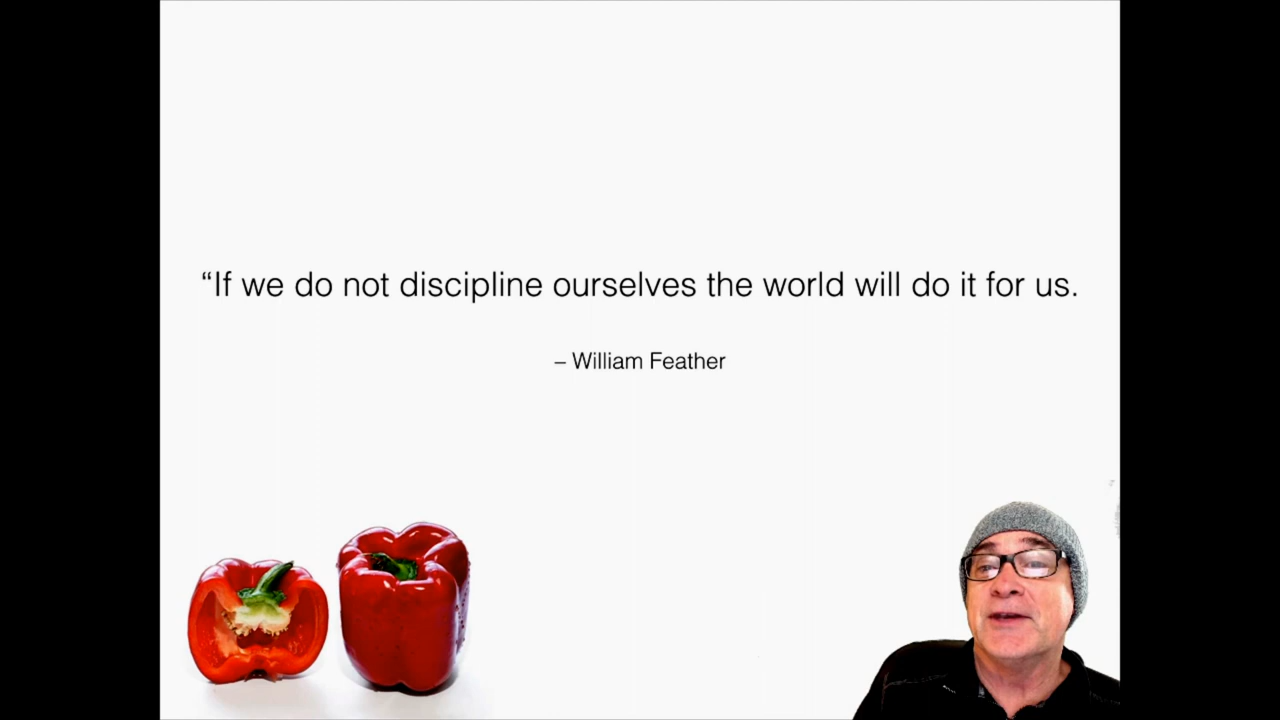 “If we do not discipline ourselves the world will do it for us.
– William Feather